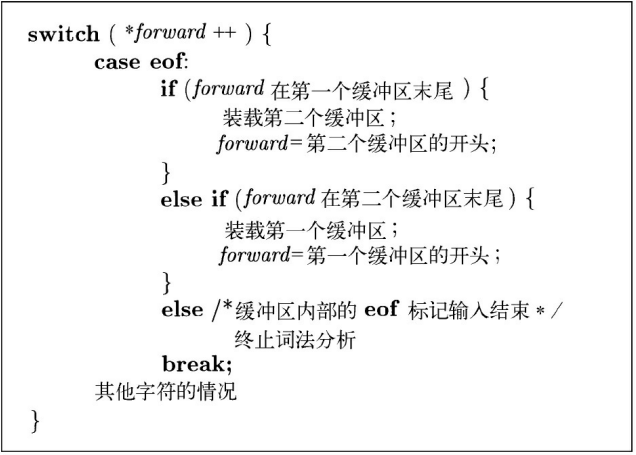 switch ( *forward ++ ) {
case eof:
if (forward 在第一个缓冲区末尾 ) {
装载第二个缓冲区;
forward=第二个缓冲区的开头;
}
else if (forward 在第二个缓冲区末尾) {
装载第一个缓冲区;
forward=第一个缓冲区的开头;
}
else /*缓冲区内部的 eof 标记输入结束 * /
终止词法分析
break;
其他字符的情况
}